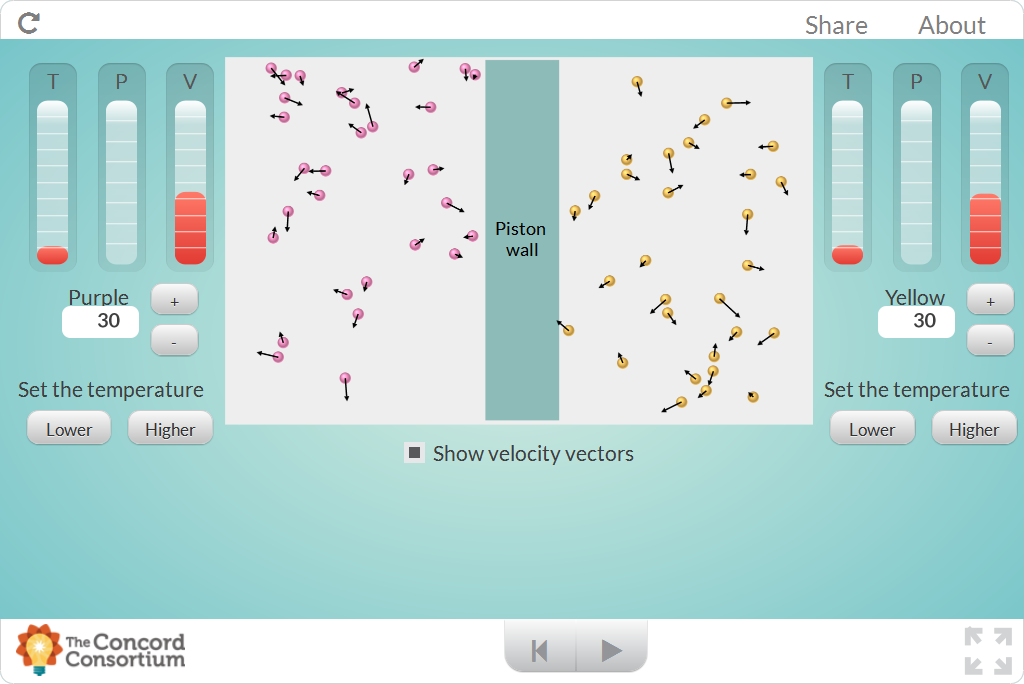 Share About
T P V
T P V
Piston
wall
Purple
30
+
-
Yellow
30
+
-
Set the temperature
Lower Higher
Set the temperature
Lower Higher
Show velocity vectors
The Concord
Consortium